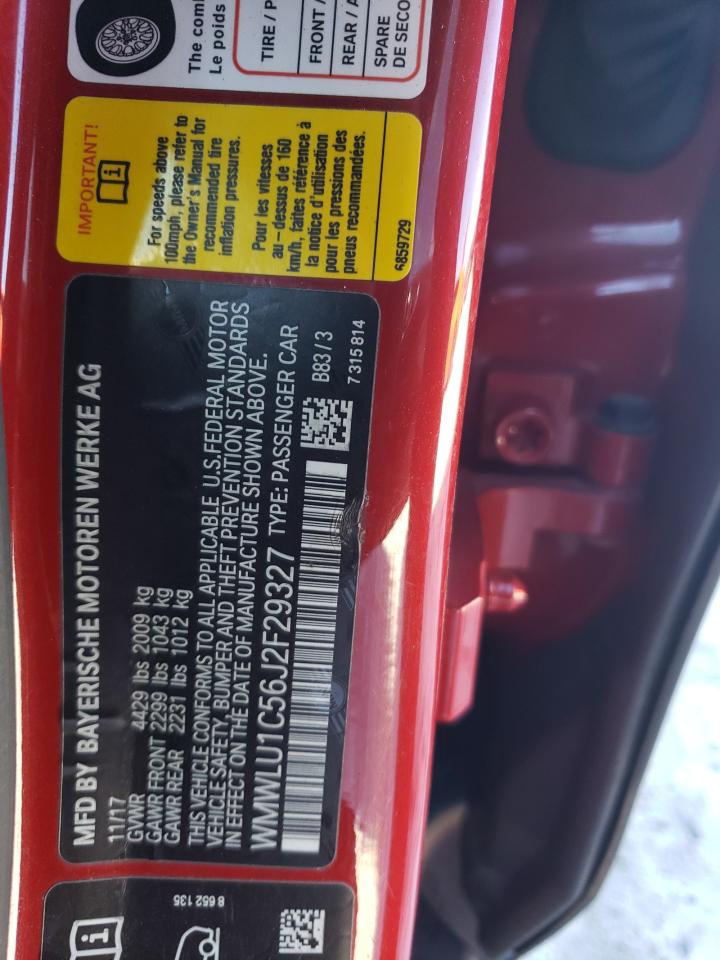 The com
Le poids
TIRE / P
FRONT /
REAR / A
SPARE
DE SECO
IMPORTANT!
For speeds above
100mph, please refer to
the Owner's Manual for
recommended tire
inflation pressures.
Pour les vitesses
au-dessus de 160
km/h, faites référence à
la notice d'utilisation
pour les pressions des
pneus recommandées.
6859729
MFD BY BAYERISCHE MOTOREN WERKE AG
11/17
GVWR 4429 lbs 2009 kg
GAWR FRONT 2299 lbs 1043 kg
GAWR REAR 2231 lbs 1012 kg
THIS VEHICLE CONFORMS TO ALL APPLICABLE U.S.FEDERAL MOTOR
VEHICLE SAFETY, BUMPER AND THEFT PREVENTION STANDARDS
IN EFFECT ON THE DATE OF MANUFACTURE SHOWN ABOVE.
WMWLU1C56J2F29327 TYPE: PASSENGER CAR
B83/3
7 315 814
8 652 135